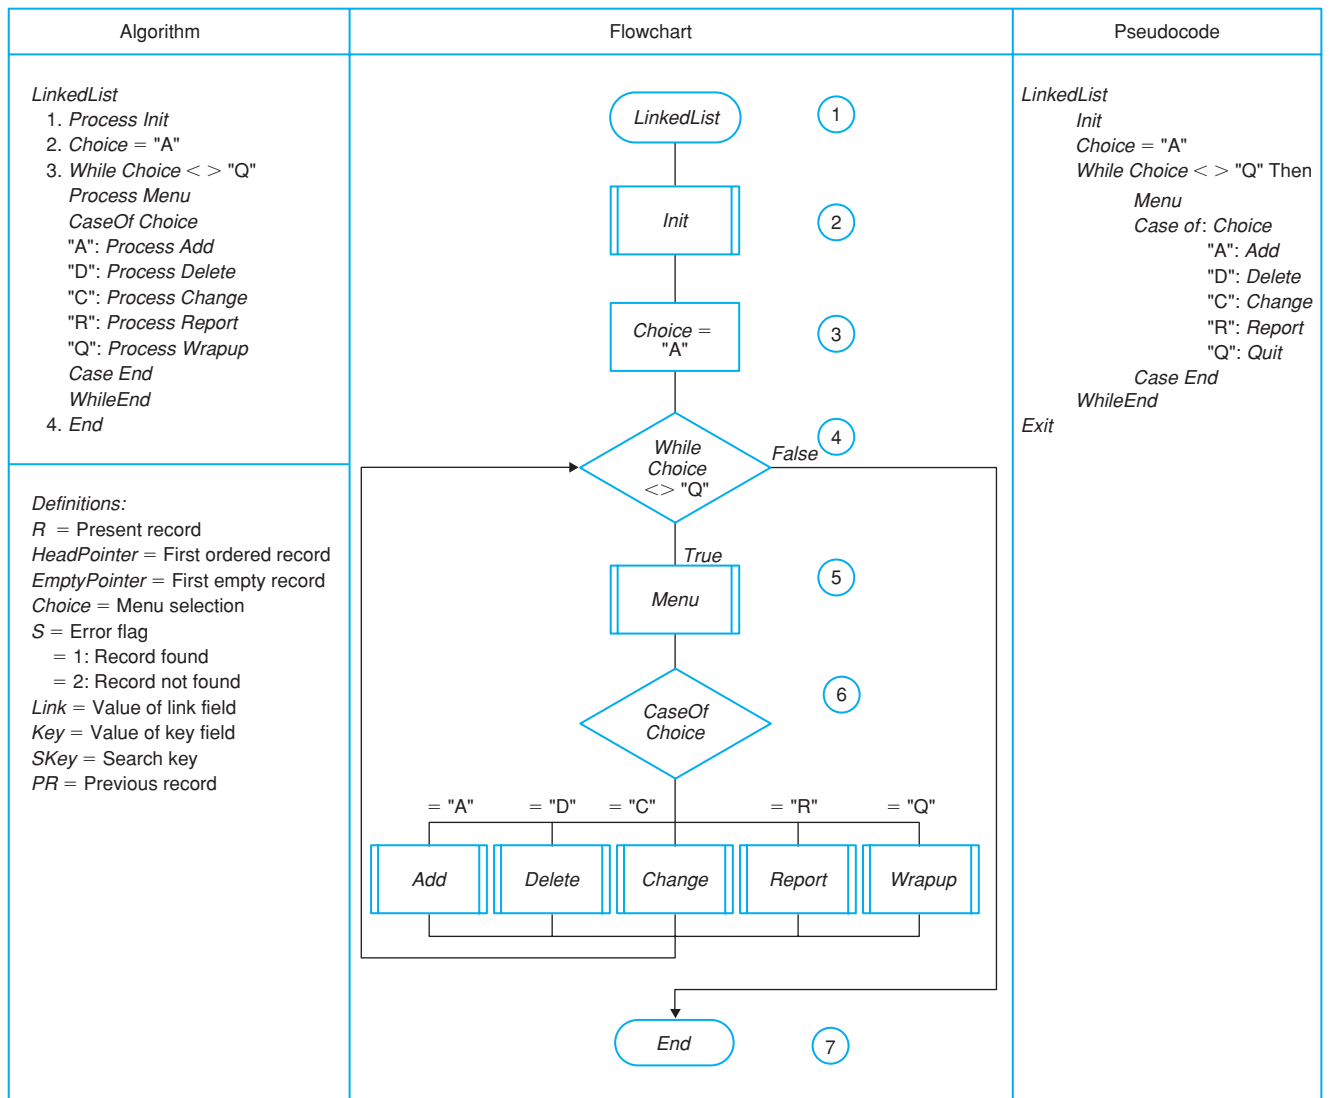 Algorithm
Flowchart
Pseudocode
LinkedList
1. Process Init
2. Choice = "A"
3. While Choice < > "Q"
Process Menu
CaseOf Choice
"A": Process Add
"D": Process Delete
"C": Process Change
"R": Process Report
"Q": Process Wrapup
Case End
WhileEnd
4. End
Definitions:
R = Present record
HeadPointer = First ordered record
EmptyPointer = First empty record
Choice = Menu selection
S = Error flag
= 1: Record found
= 2: Record not found
Link = Value of link field
Key = Value of key field
SKey = Search key
PR = Previous record
LinkedList
1
Init
2
Choice =
"A"
3
While
Choice
<> "Q"
False
4
True
Menu
5
CaseOf
Choice
6
= "A"
= "D"
= "C"
= "R"
= "Q"
Add
Delete
Change
Report
Wrapup
End
7
LinkedList
Init
Choice = "A"
While Choice < > "Q" Then
Menu
Case of: Choice
"A": Add
"D": Delete
"C": Change
"R": Report
"Q": Quit
Case End
WhileEnd
Exit